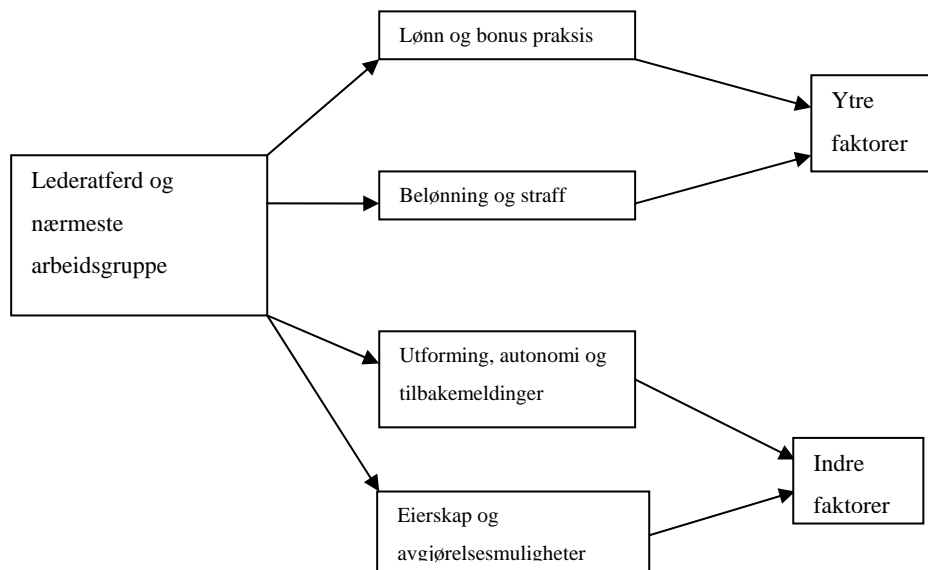 Lønn og bonus praksis
Ytre
faktorer
Lederatferd og
nærmeste
arbeidsgruppe
Belønning og straff
Utforming, autonomi og
tilbakemeldinger
Indre
faktorer
Eierskap og
avgjørelsesmuligheter